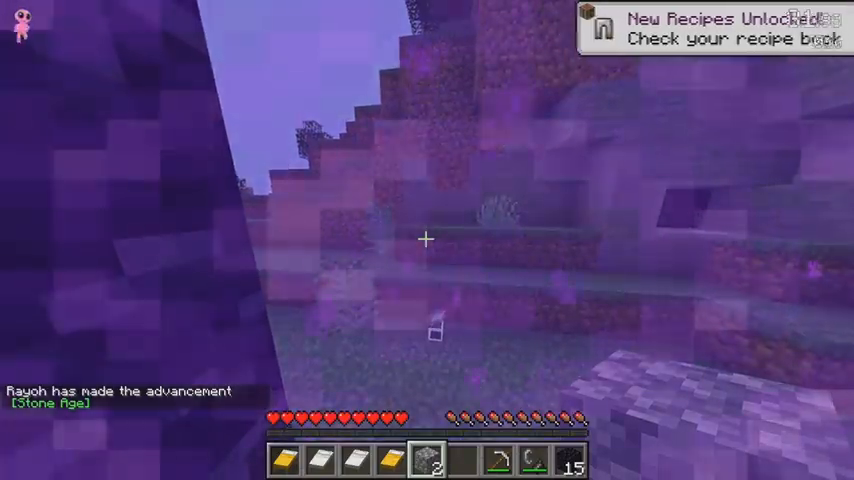 New Recipes Unlocked!
Check your recipe book
Rayoh has made the advancement
[Stone Age]
2
15